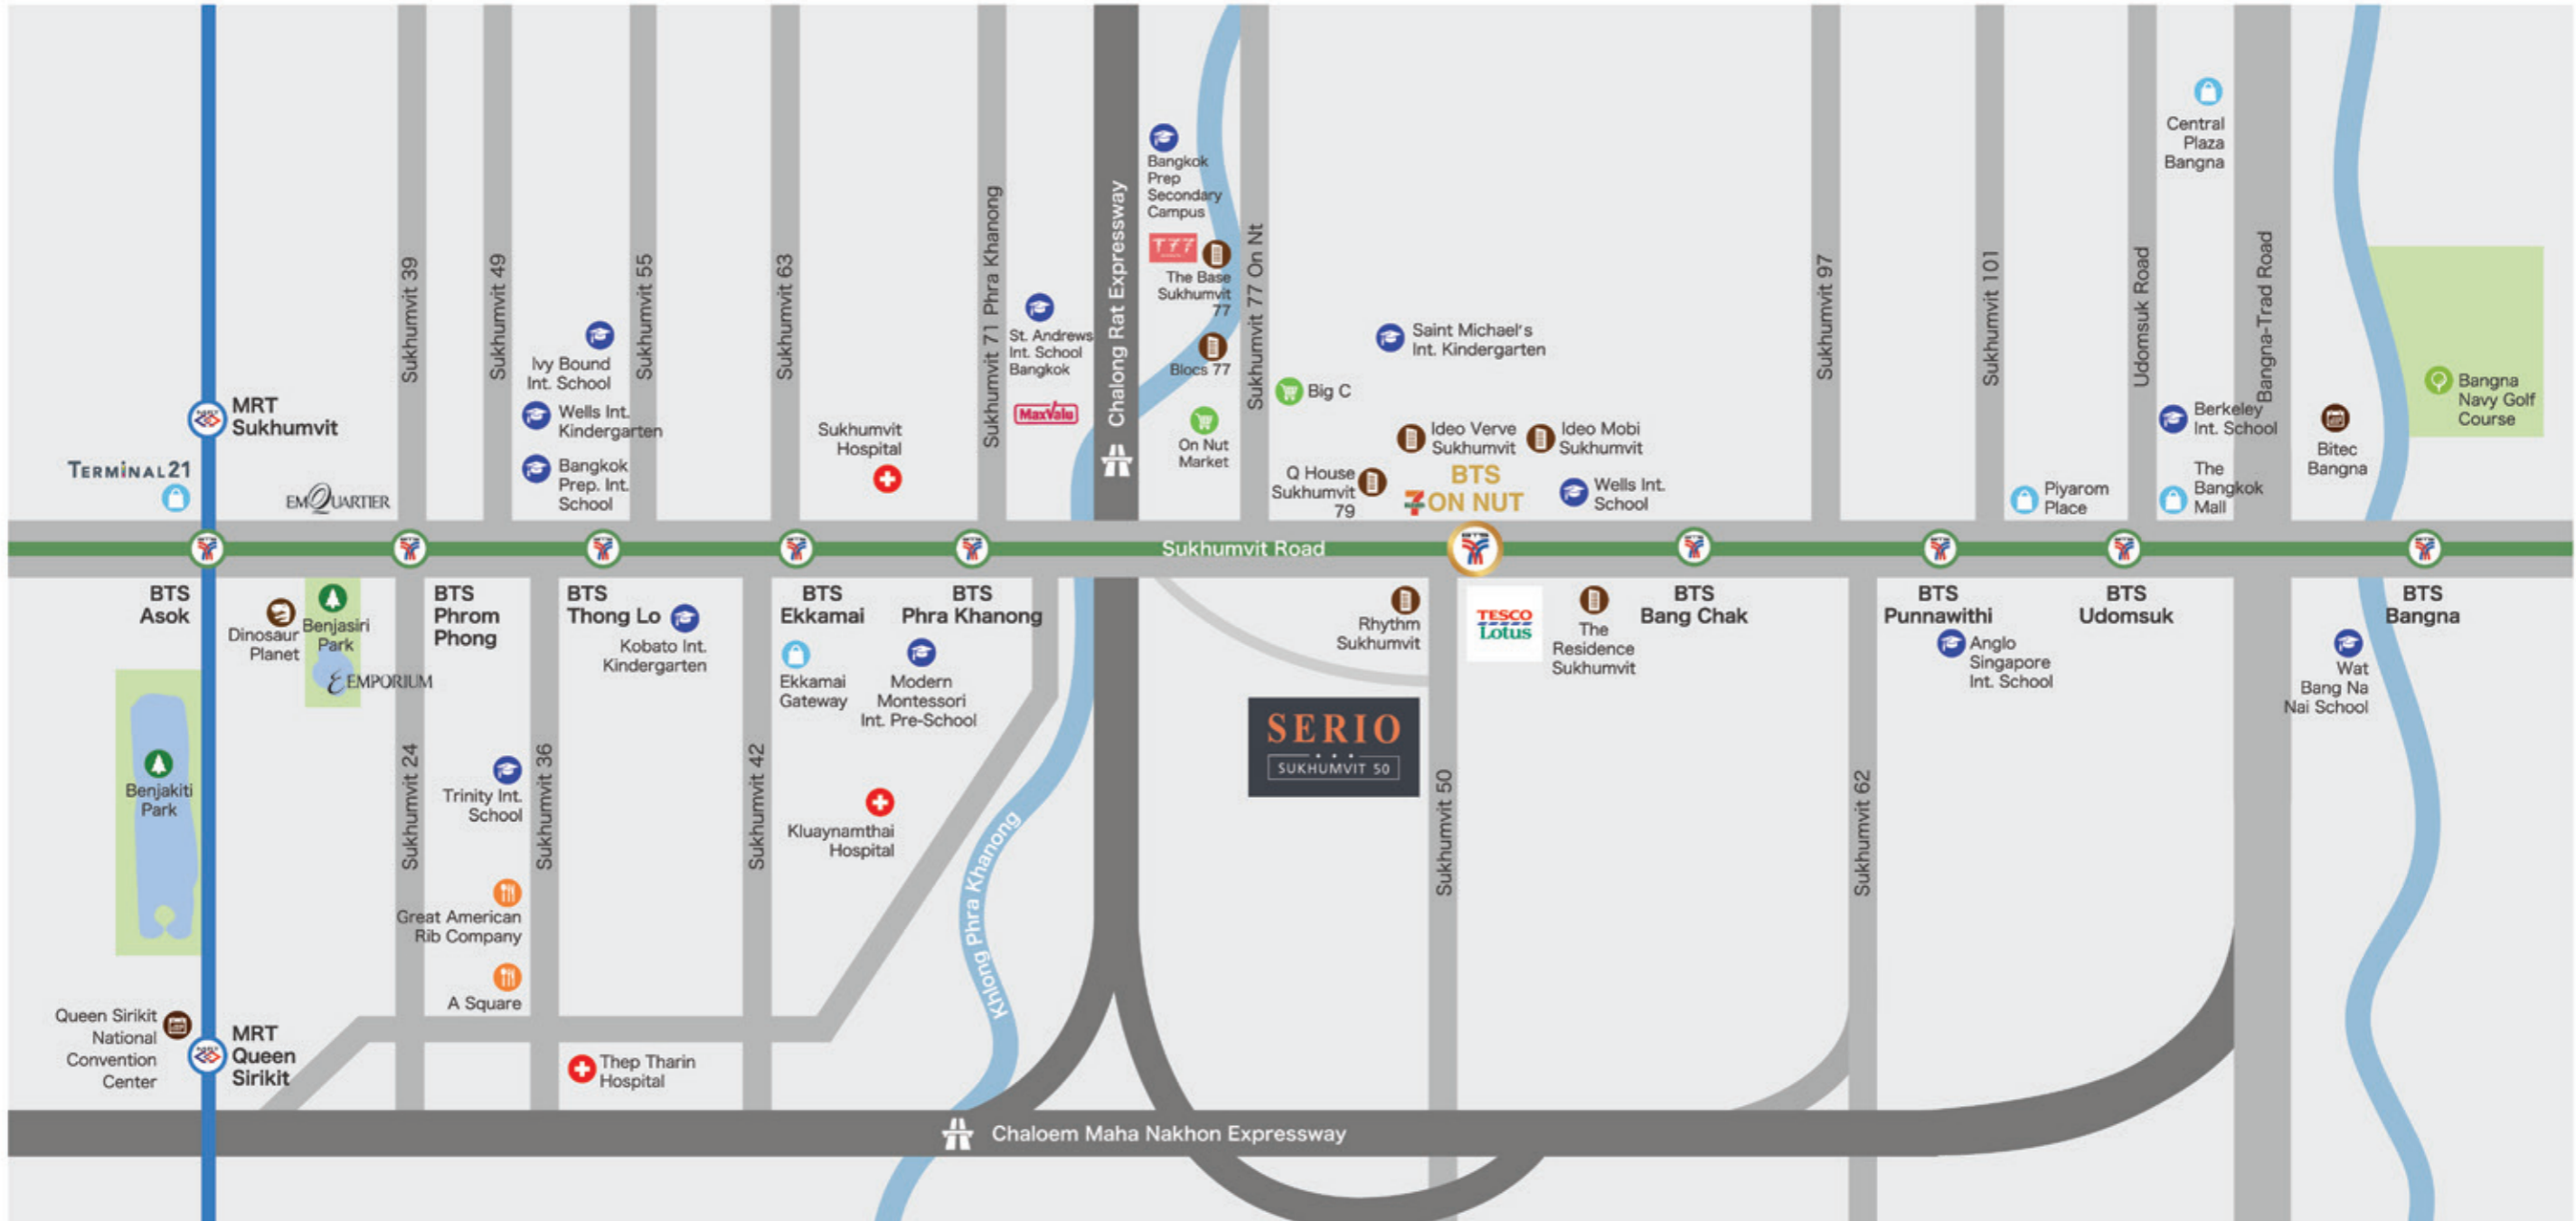 MRT
Sukhumvit
TERMINAL21
EMQUARTIER
Sukhumvit 39
Sukhumvit 49
Ivy Bound
Int. School
Wells Int.
Kindergarten
Bangkok
Prep. Int.
School
Sukhumvit 55
Sukhumvit 63
Sukhumvit
Hospital
Sukhumvit 71 Phra Khanong
St. Andrews
Int. School
Bangkok
MaxValu
Chalong Rat Expressway
Bangkok
Prep
Secondary
Campus
T77
The Base
Sukhumvit
77
Blocs 77
On Nut
Market
Sukhumvit 77 On Nt
Big C
Saint Michael's
Int. Kindergarten
Ideo Verve
Sukhumvit
Ideo Mobi
Sukhumvit
Q House
Sukhumvit
79
BTS
ON NUT
Wells Int.
School
Sukhumvit 97
Sukhumvit 101
Piyarom
Place
Udomsuk Road
Central
Plaza
Bangna
Berkeley
Int. School
The
Bangkok
Mall
Bangna-Trad Road
Bitec
Bangna
Bangna
Navy Golf
Course
Sukhumvit Road
BTS
Asok
Dinosaur
Planet
Benjasiri
Park
EMPORIUM
BTS
Phrom
Phong
BTS
Thong Lo
Kobato Int.
Kindergarten
BTS
Ekkamai
Ekkamai
Gateway
BTS
Phra Khanong
Modern
Montessori
Int. Pre-School
Rhythm
Sukhumvit
TESCO
Lotus
The
Residence
Sukhumvit
BTS
Bang Chak
BTS
Punnawithi
Anglo
Singapore
Int. School
BTS
Udomsuk
BTS
Bangna
Wat
Bang Na
Nai School
SERIO
SUKHUMVIT 50
Benjakiti
Park
Sukhumvit 24
Trinity Int.
School
Sukhumvit 36
Sukhumvit 42
Kluaynamthai
Hospital
Khlong Phra Khanong
Sukhumvit 50
Sukhumvit 62
Great American
Rib Company
A Square
Queen Sirikit
National
Convention
Center
MRT
Queen
Sirikit
Thep Tharin
Hospital
Chaloem Maha Nakhon Expressway